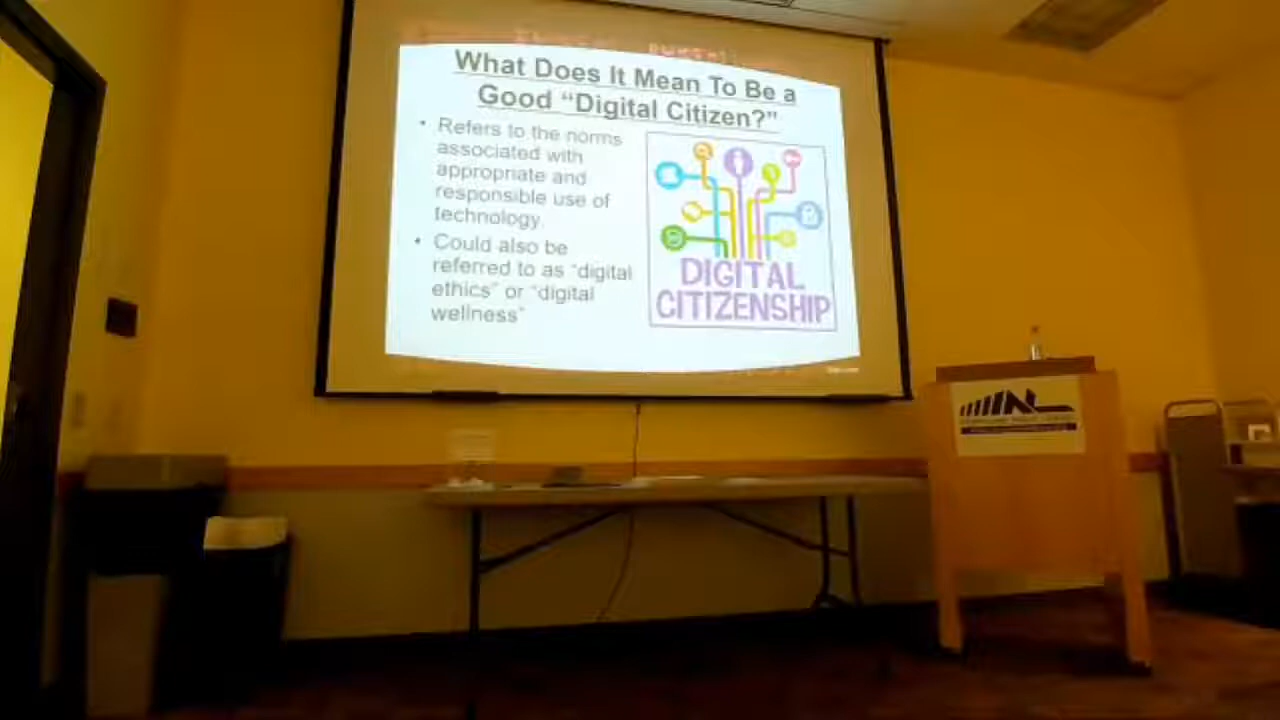 What Does It Mean To Be a
Good “Digital Citizen?”
• Refers to the norms
associated with
appropriate and
responsible use of
technology.
• Could also be
referred to as “digital
ethics” or “digital
wellness”
DIGITAL
CITIZENSHIP